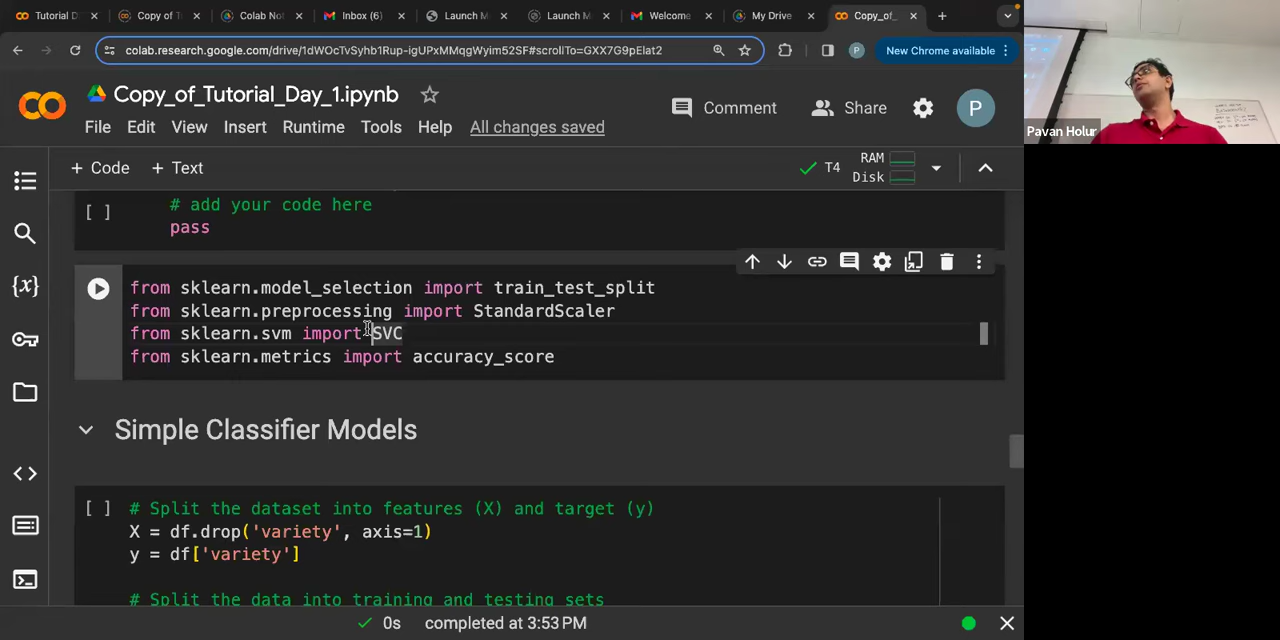 Tutorial D
Copy of T
Colab Not
Inbox (6)
Launch M
Launch M
Welcome
My Drive
Copy_of_
colab.research.google.com/drive/1dWOcTvSyhb1Rup-igUPxMMqgWyim52SF#scrollTo=GXX7G9pElat2
P
New Chrome available
Copy_of_Tutorial_Day_1.ipynb
Comment
Share
P
File Edit View Insert Runtime Tools Help All changes saved
Pavan Holur
+ Code + Text
T4
RAM
Disk
[ ]
# add your code here
pass
from sklearn.model_selection import train_test_split
from sklearn.preprocessing import StandardScaler
from sklearn.svm import SVC
from sklearn.metrics import accuracy_score
Simple Classifier Models
[ ]
# Split the dataset into features (X) and target (y)
X = df.drop('variety', axis=1)
y = df['variety']
# Split the data into training and testing sets
0s completed at 3:53 PM